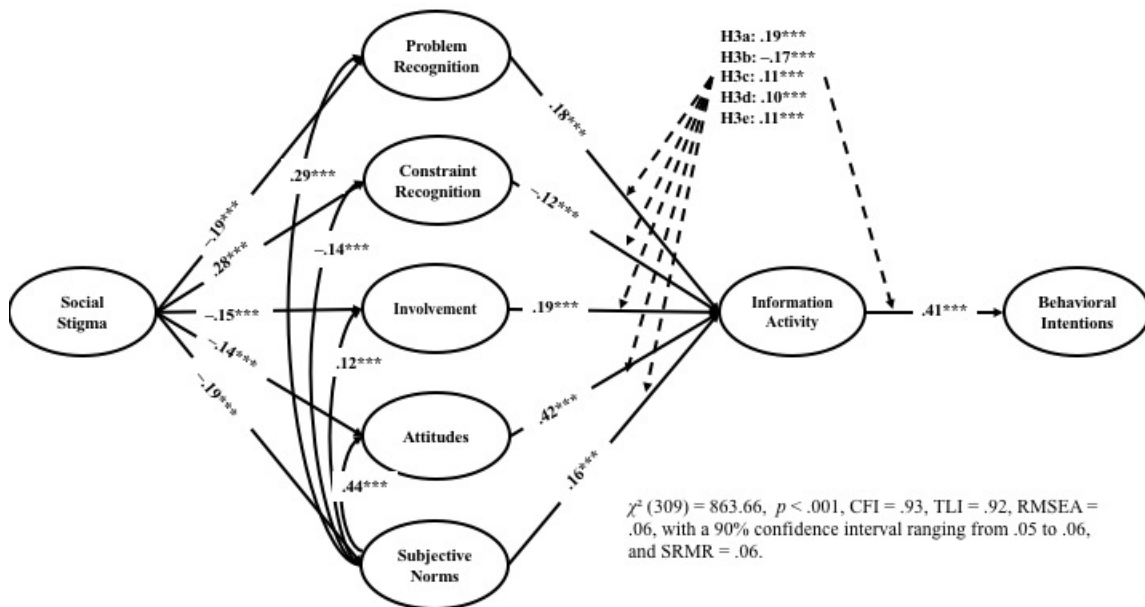 Problem
Recognition
H3a: .19***
H3b: –.17***
H3c: .11***
H3d: .10***
H3e: .11***
.18***
Constraint
Recognition
.29***
–.12***
–.19***
.28***
–.14***
Social
Stigma
–.15***
Involvement
.19***
Information
Activity
.41***
Behavioral
Intentions
–.14***
.12***
–.19***
Attitudes
.42***
.44***
.16***
Subjective
Norms
χ² (309) = 863.66, p < .001, CFI = .93, TLI = .92, RMSEA =
.06, with a 90% confidence interval ranging from .05 to .06,
and SRMR = .06.